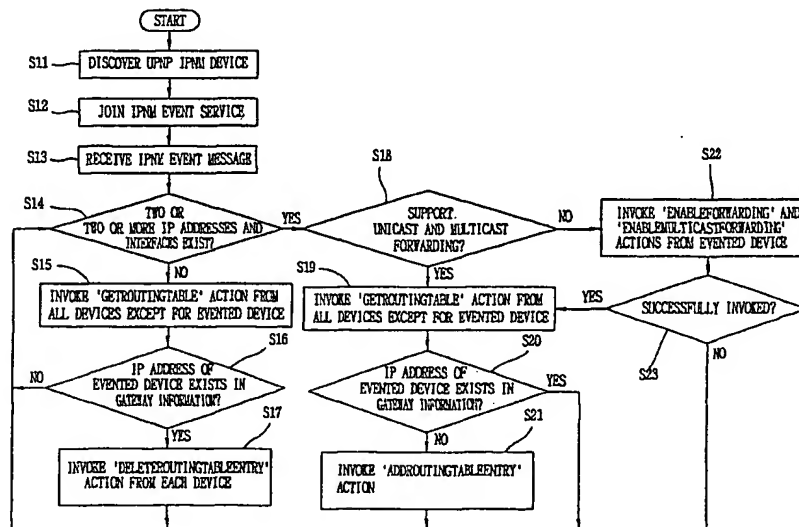 START
S11
DISCOVER UPNP IPNM DEVICE
S12
JOIN IPNM EVENT SERVICE
S13
RECEIVE IPNM EVENT MESSAGE
S14
TWO OR
TWO OR MORE IP ADDRESSES AND
INTERFACES EXIST?
YES
NO
S18
SUPPORT
UNICAST AND MULTICAST
FORWARDING?
NO
YES
S22
INVOKE 'ENABLEFORWARDING' AND
'ENABLEMULTICASTFORWARDING'
ACTIONS FROM EVENTED DEVICE
S15
INVOKE 'GETROUTINGTABLE' ACTION FROM
ALL DEVICES EXCEPT FOR EVENTED DEVICE
S19
INVOKE 'GETROUTINGTABLE' ACTION FROM
ALL DEVICES EXCEPT FOR EVENTED DEVICE
YES
SUCCESSFULLY INVOKED?
S23
NO
S16
IP ADDRESS OF
EVENTED DEVICE EXISTS IN
GATEWAY INFORMATION?
NO
YES
S20
IP ADDRESS OF
EVENTED DEVICE EXISTS IN
GATEWAY INFORMATION?
YES
NO
S17
INVOKE 'DELETEROUTINGTABLEENTRY'
ACTION FROM EACH DEVICE
S21
INVOKE 'ADDROUTINGTABLEENTRY'
ACTION